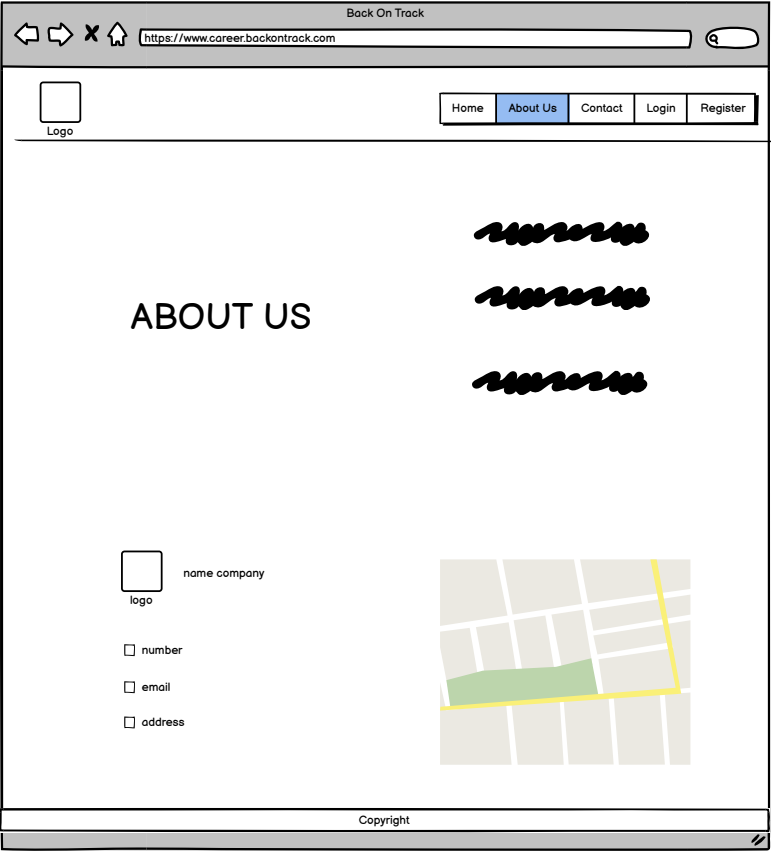 Back On Track
https://www.career.backontrack.com
Home About Us Contact Login Register
Logo
ABOUT US
name company
logo
number
email
address
Copyright